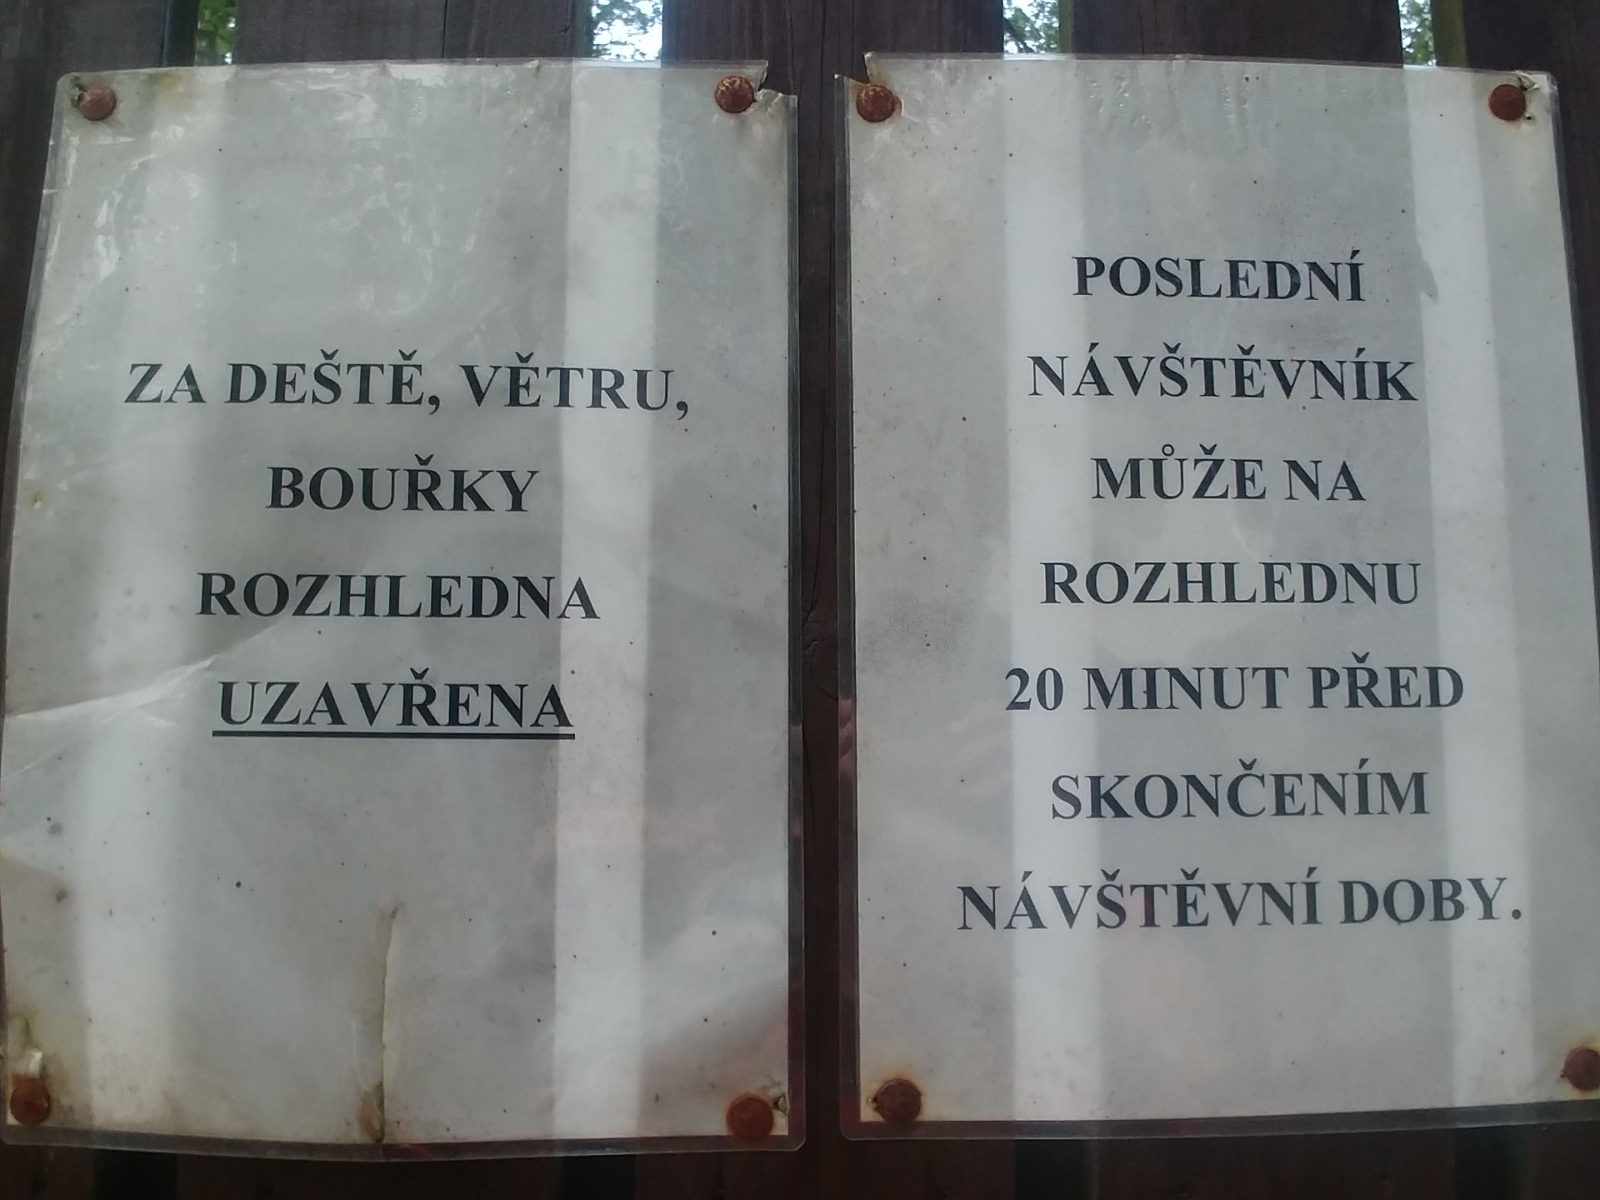 ZA DEŠTĚ, VĚTRU,
BOUŘKY
ROZHLEDNA
UZAVŘENA
POSLEDNÍ
NÁVŠTĚVNÍK
MŮŽE NA
ROZHLEDNU
20 MINUT PŘED
SKONČENÍM
NÁVŠTĚVNÍ DOBY.